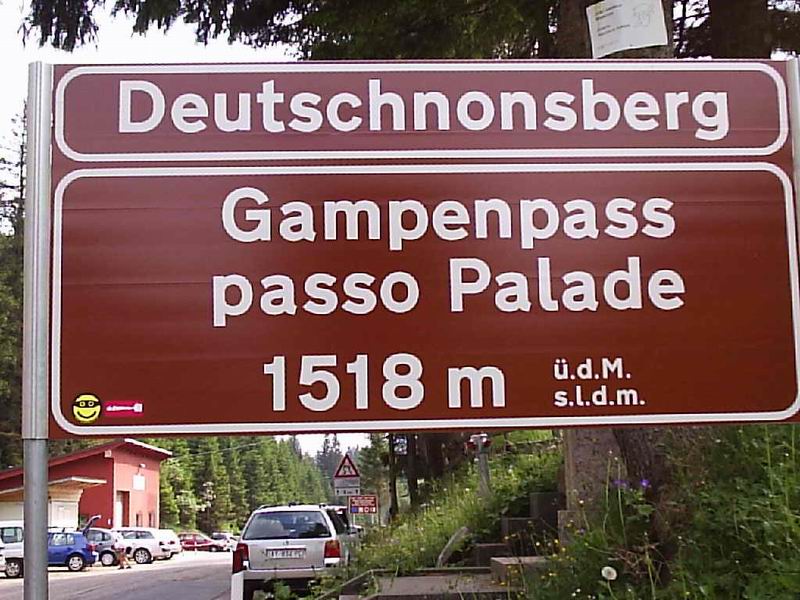 Deutschnonsberg
Gampenpass
passo Palade
1518 m
ü.d.M.
s.l.d.m.